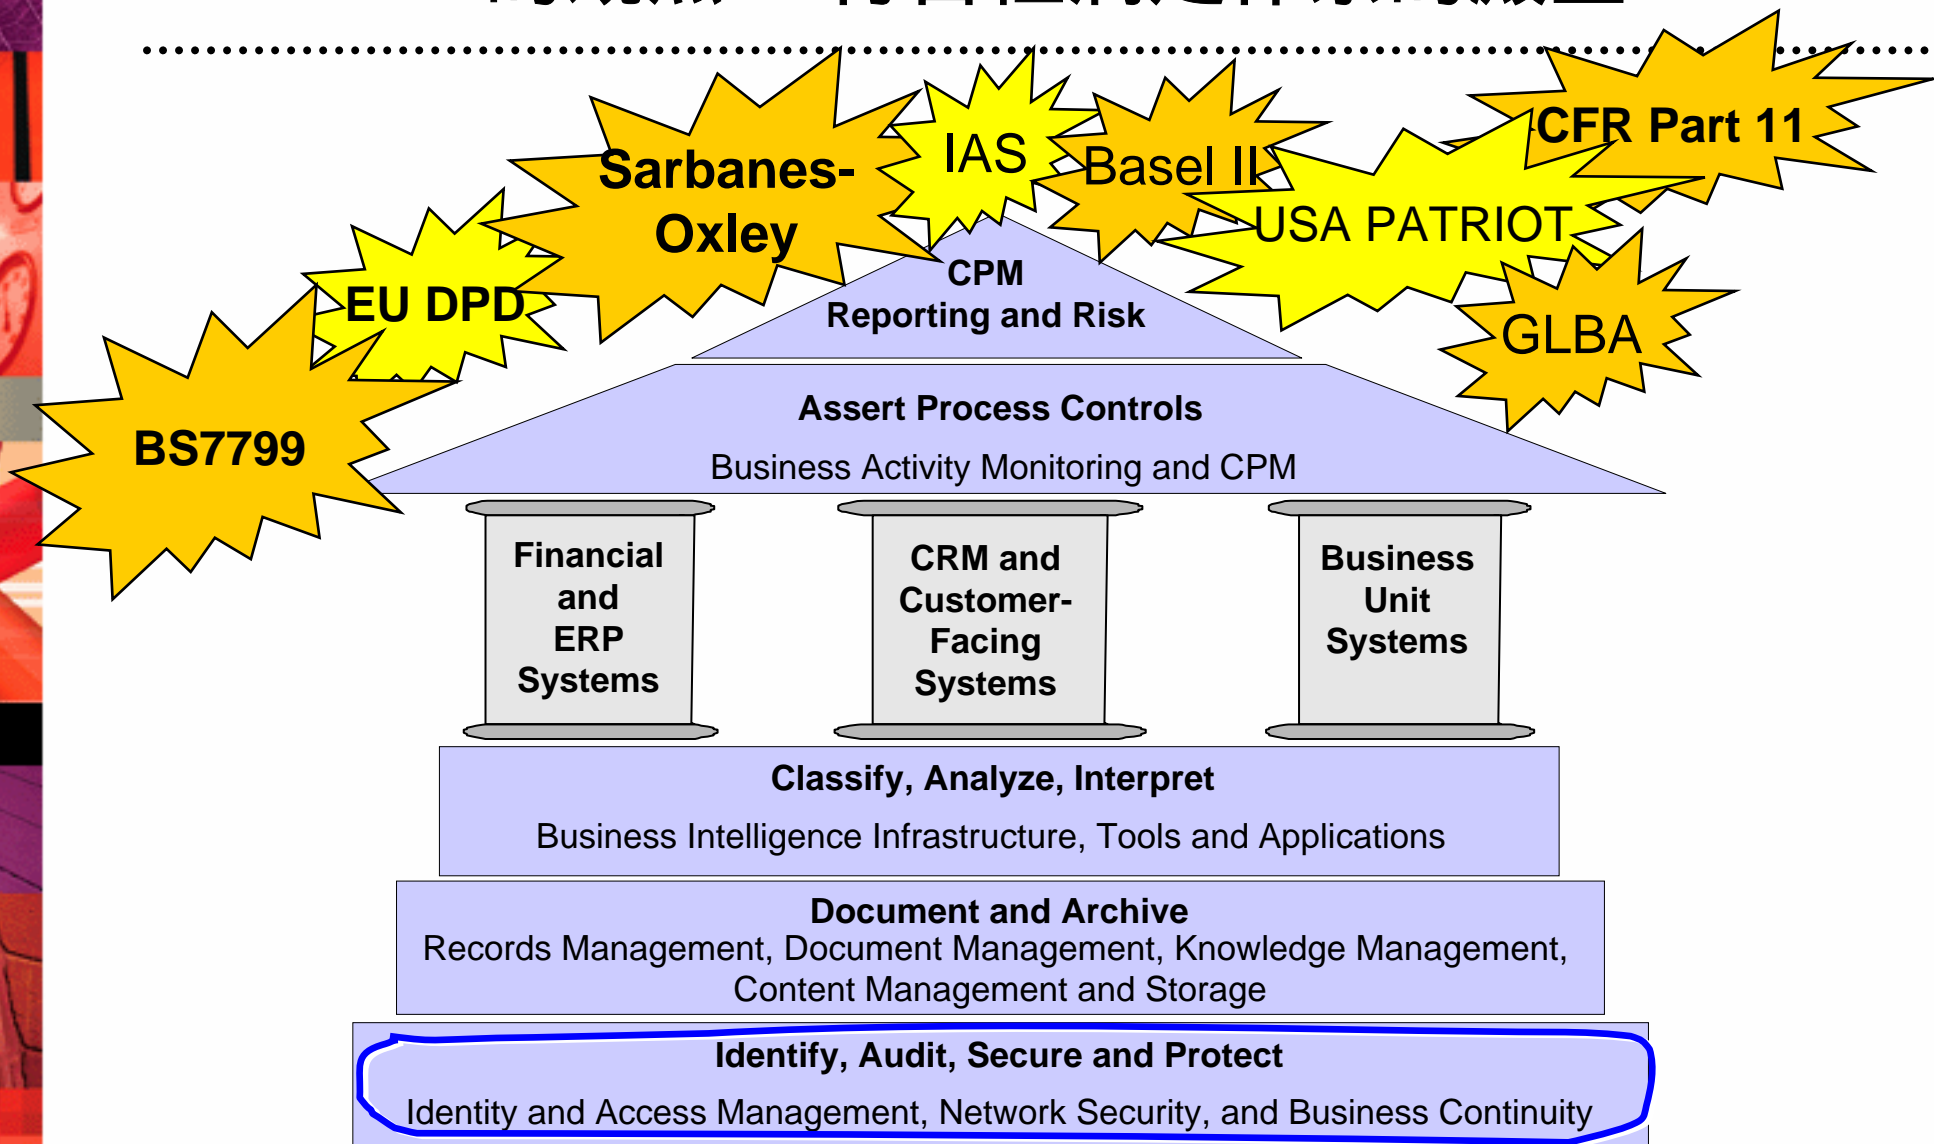 CFR Part 11
IAS
Sarbanes-
Oxley
Basel II
USA PATRIOT
EU DPD
GLBA
BS7799
CPM
Reporting and Risk
Assert Process Controls
Business Activity Monitoring and CPM
Financial
and
ERP
Systems
CRM and
Customer-
Facing
Systems
Business
Unit
Systems
Classify, Analyze, Interpret
Business Intelligence Infrastructure, Tools and Applications
Document and Archive
Records Management, Document Management, Knowledge Management,
Content Management and Storage
Identify, Audit, Secure and Protect
Identity and Access Management, Network Security, and Business Continuity